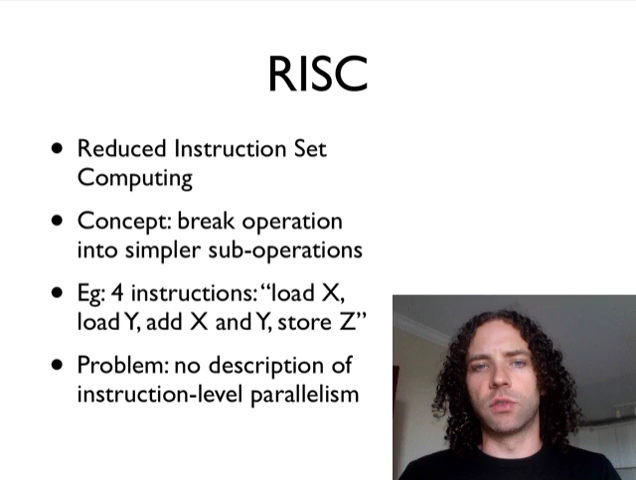 RISC
• Reduced Instruction Set
Computing
• Concept: break operation
into simpler sub-operations
• Eg: 4 instructions: “load X,
load Y, add X and Y, store Z”
• Problem: no description of
instruction-level parallelism